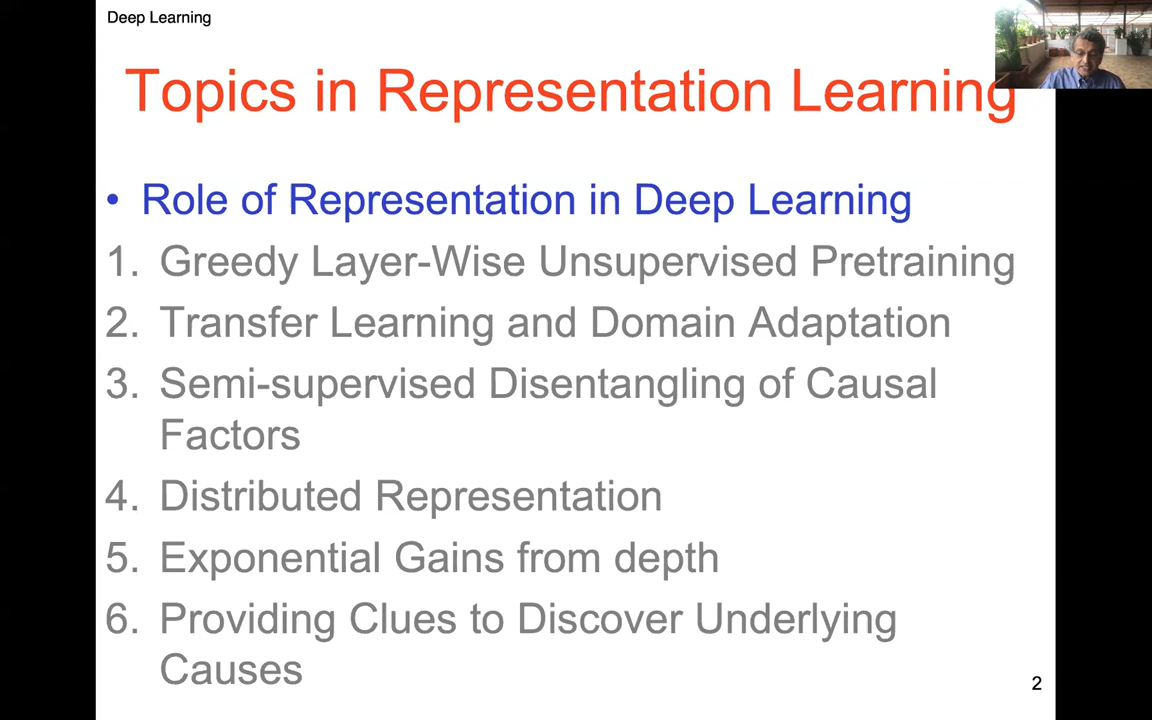 Deep Learning
Topics in Representation Learning
• Role of Representation in Deep Learning
1. Greedy Layer-Wise Unsupervised Pretraining
2. Transfer Learning and Domain Adaptation
3. Semi-supervised Disentangling of Causal
Factors
4. Distributed Representation
5. Exponential Gains from depth
6. Providing Clues to Discover Underlying
Causes
2